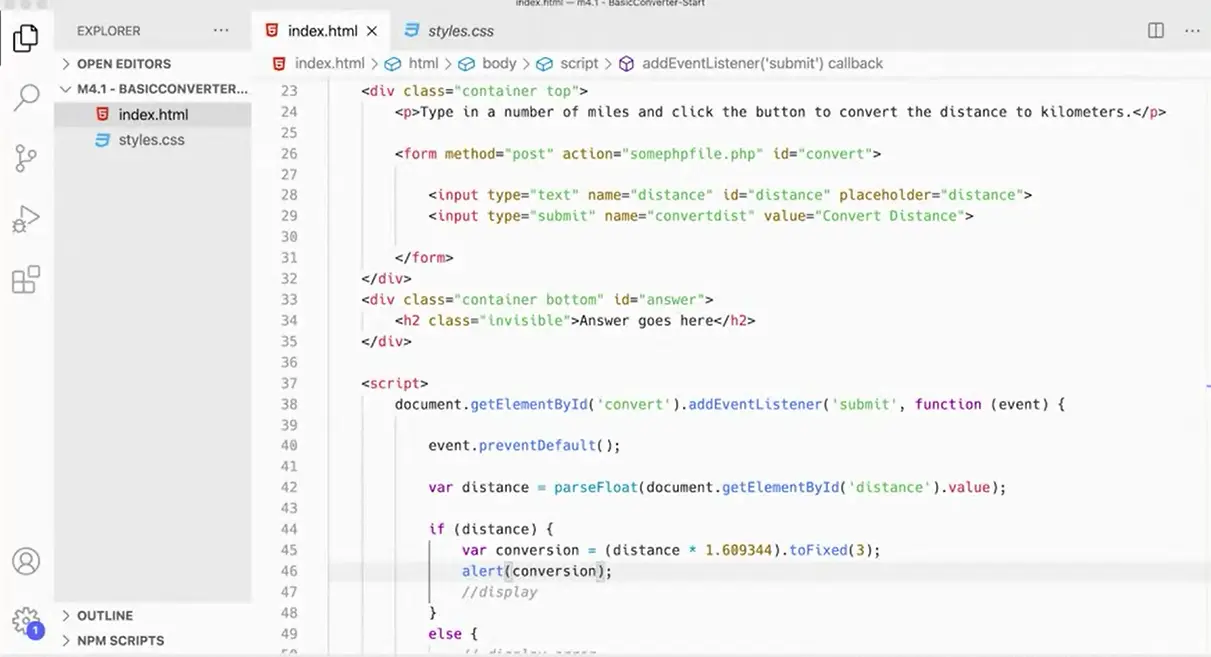 index.html — m4.1 - BasicConverter-Start
EXPLORER ···
OPEN EDITORS
M4.1 - BASICCONVERTER...
index.html
styles.css
OUTLINE
NPM SCRIPTS
1
index.html × styles.css ···
index.html > html > body > script > addEventListener('submit') callback
23 <div class="container top">
24 <p>Type in a number of miles and click the button to convert the distance to kilometers.</p>
25
26 <form method="post" action="somephpfile.php" id="convert">
27
28 <input type="text" name="distance" id="distance" placeholder="distance">
29 <input type="submit" name="convertdist" value="Convert Distance">
30
31 </form>
32 </div>
33 <div class="container bottom" id="answer">
34 <h2 class="invisible">Answer goes here</h2>
35 </div>
36
37 <script>
38 document.getElementById('convert').addEventListener('submit', function (event) {
39
40 event.preventDefault();
41
42 var distance = parseFloat(document.getElementById('distance').value);
43
44 if (distance) {
45 var conversion = (distance * 1.609344).toFixed(3);
46 alert(conversion);
47 //display
48 }
49 else {